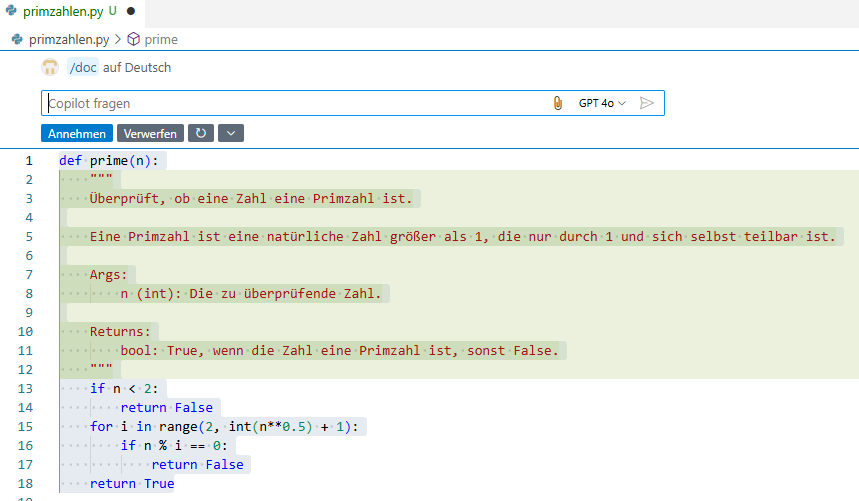 primzahlen.py U
primzahlen.py > prime
/doc auf Deutsch
Copilot fragen GPT 4o
Annehmen Verwerfen
1 def prime(n):
2 """
3 Überprüft, ob eine Zahl eine Primzahl ist.
4
5 Eine Primzahl ist eine natürliche Zahl größer als 1, die nur durch 1 und sich selbst teilbar ist.
6
7 Args:
8 n (int): Die zu überprüfende Zahl.
9
10 Returns:
11 bool: True, wenn die Zahl eine Primzahl ist, sonst False.
12 """
13 if n < 2:
14 return False
15 for i in range(2, int(n**0.5) + 1):
16 if n % i == 0:
17 return False
18 return True